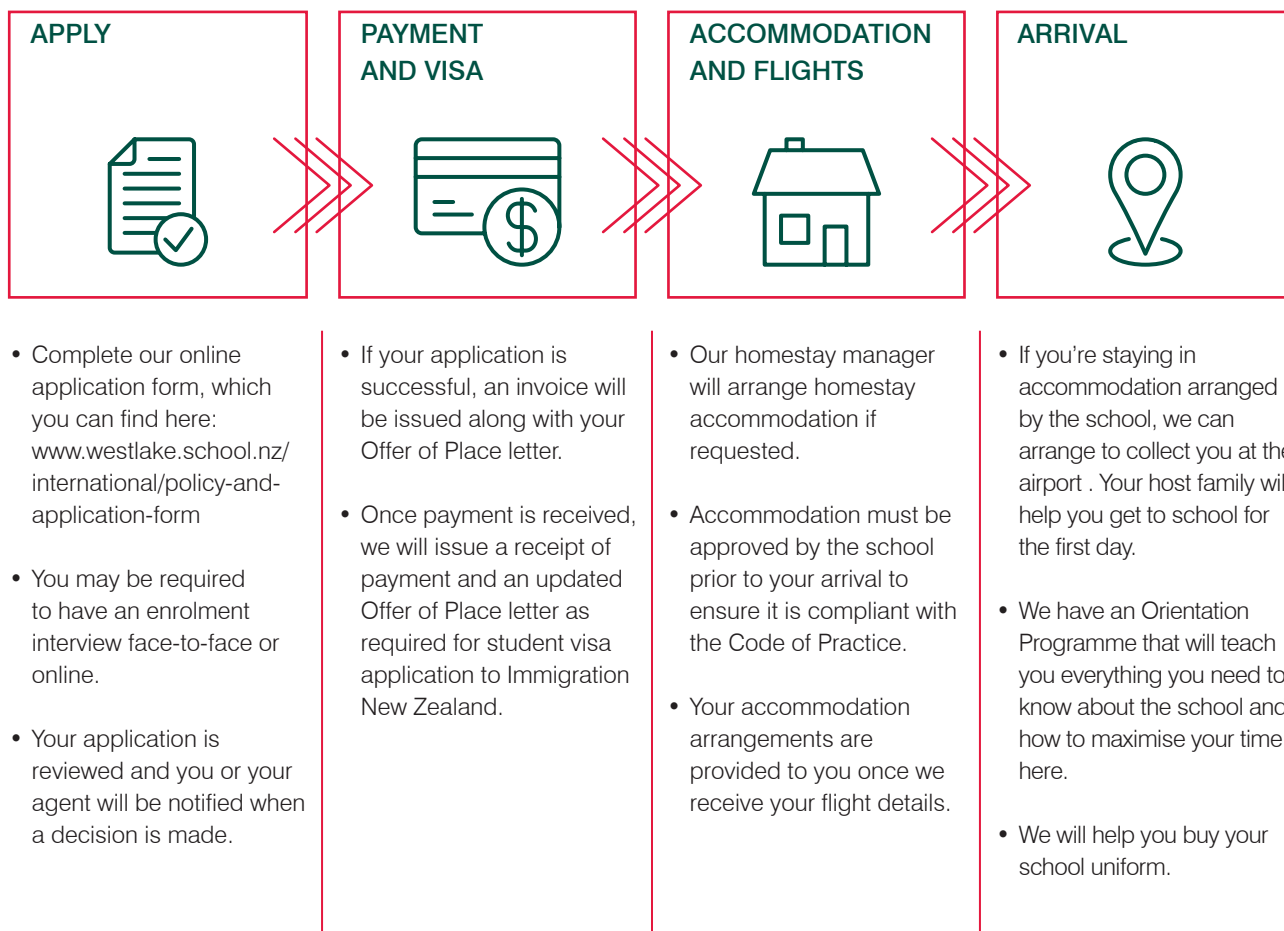 APPLY
PAYMENT
AND VISA
ACCOMMODATION
AND FLIGHTS
ARRIVAL
$
• Complete our online
application form, which
you can find here:
www.westlake.school.nz/
international/policy-and-
application-form
• You may be required
to have an enrolment
interview face-to-face or
online.
• Your application is
reviewed and you or your
agent will be notified when
a decision is made.
• If your application is
successful, an invoice will
be issued along with your
Offer of Place letter.
• Once payment is received,
we will issue a receipt of
payment and an updated
Offer of Place letter as
required for student visa
application to Immigration
New Zealand.
• Our homestay manager
will arrange homestay
accommodation if
requested.
• Accommodation must be
approved by the school
prior to your arrival to
ensure it is compliant with
the Code of Practice.
• Your accommodation
arrangements are
provided to you once we
receive your flight details.
• If you're staying in
accommodation arranged
by the school, we can
arrange to collect you at the
airport . Your host family will
help you get to school for
the first day.
• We have an Orientation
Programme that will teach
you everything you need to
know about the school and
how to maximise your time
here.
• We will help you buy your
school uniform.